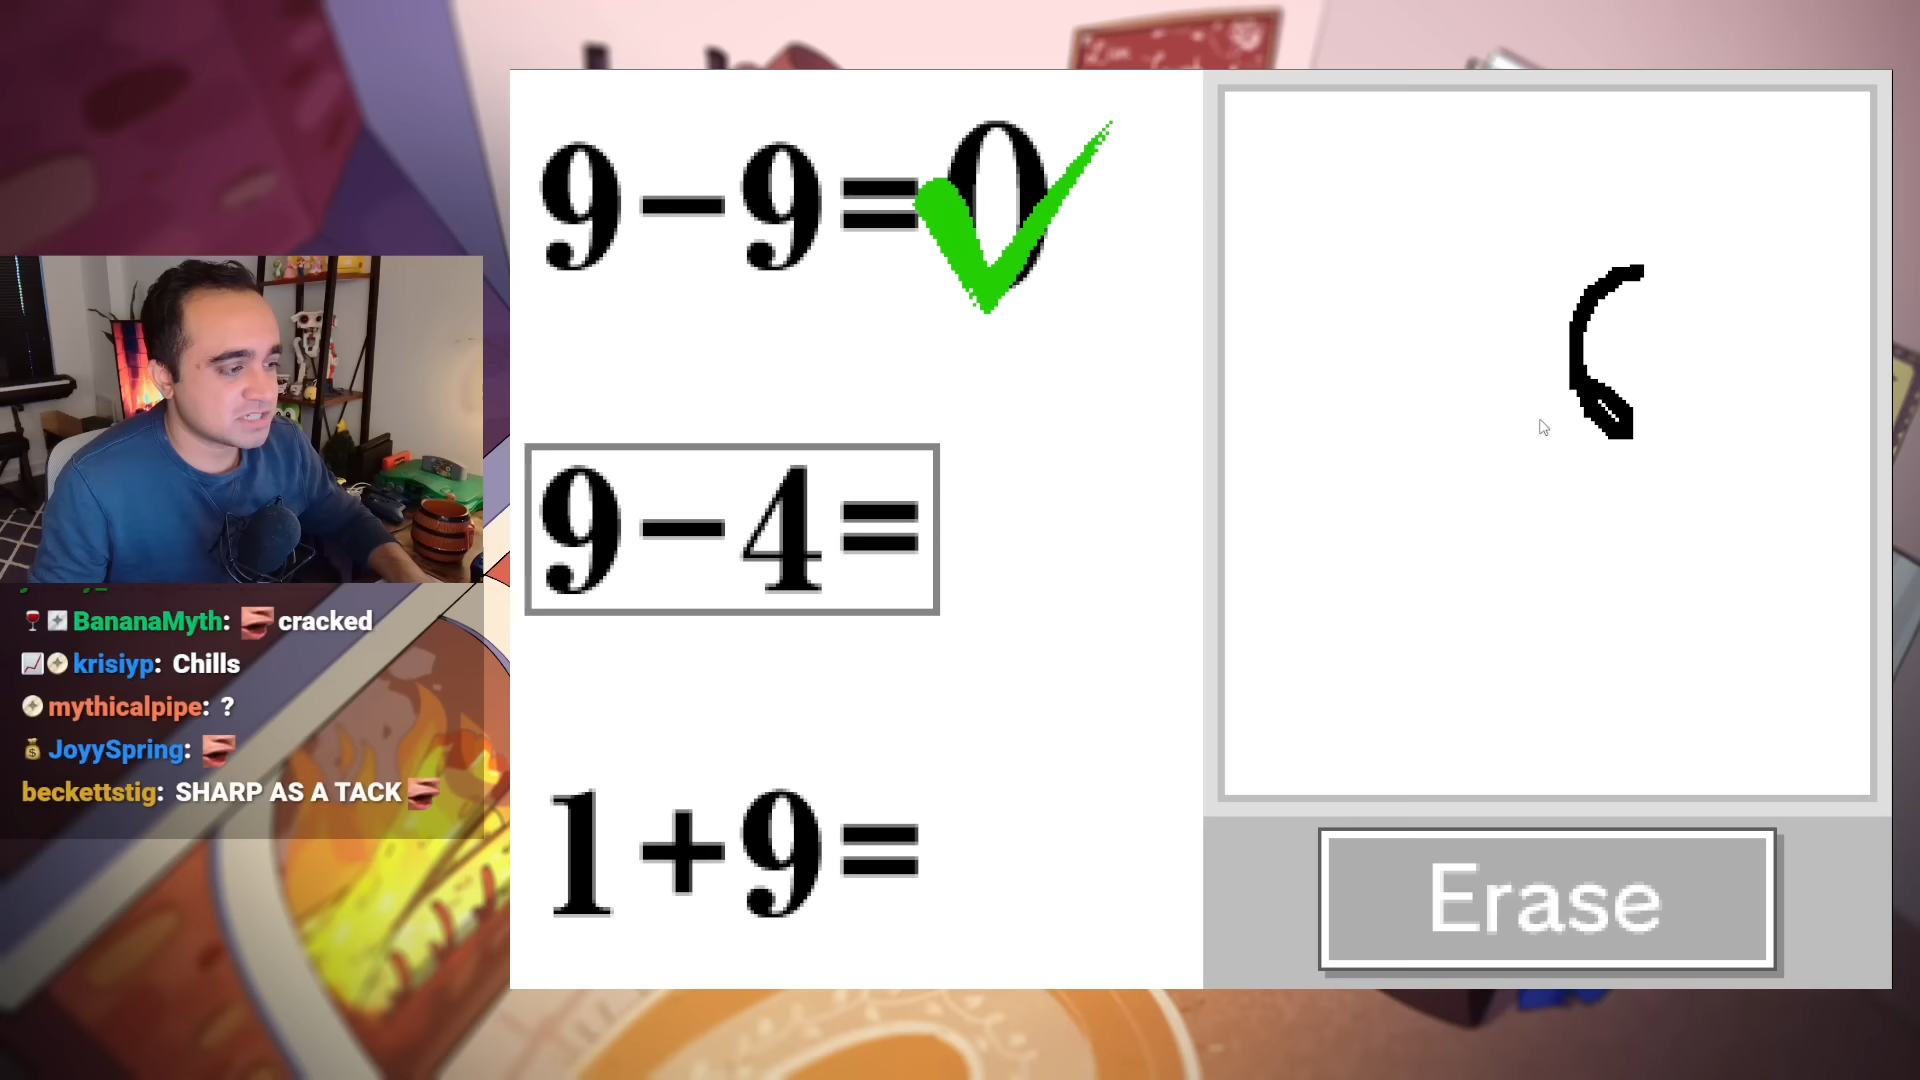 9-9=0
9-4=
1+9=
Erase
BananaMyth: cracked
krisiyp: Chills
mythicalpipe: ?
JoyySpring:
beckettstig: SHARP AS A TACK